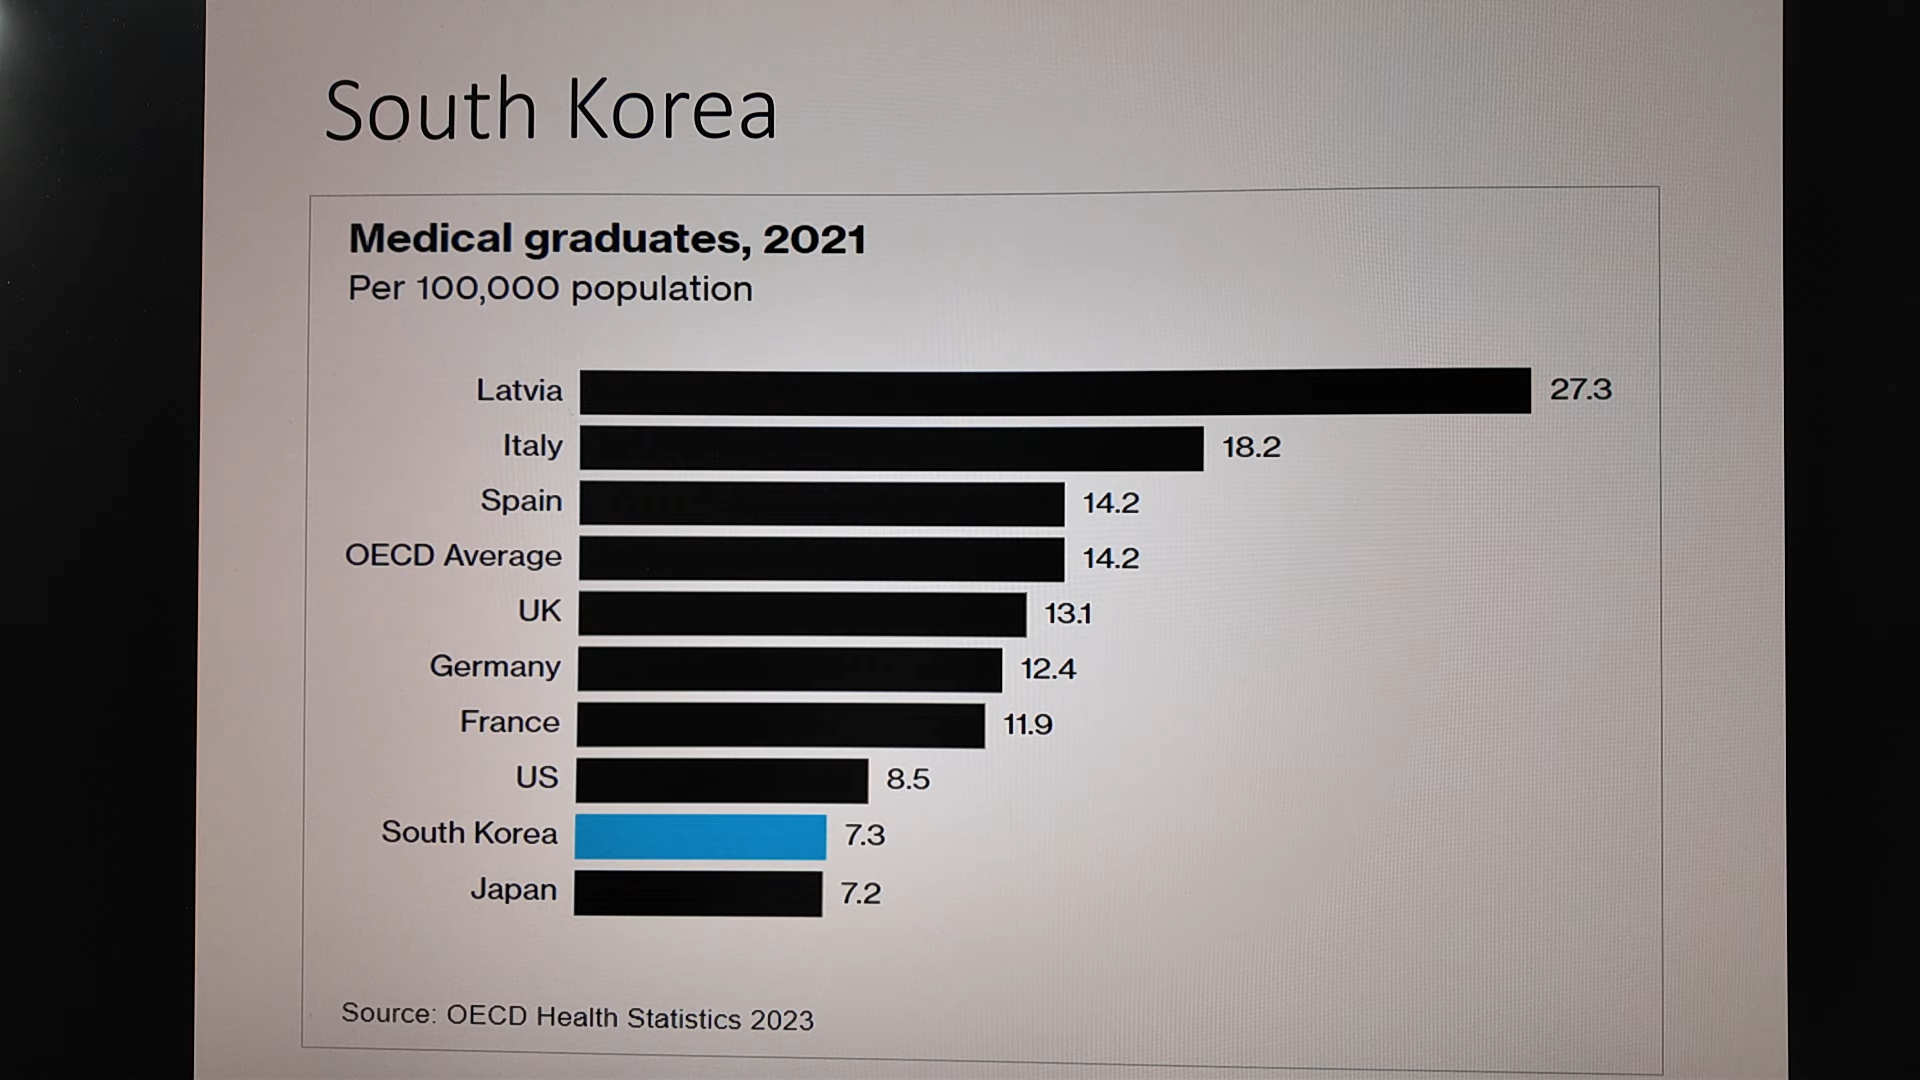 South Korea
Medical graduates, 2021
Per 100,000 population
Latvia 27.3
Italy 18.2
Spain 14.2
OECD Average 14.2
UK 13.1
Germany 12.4
France 11.9
US 8.5
South Korea 7.3
Japan 7.2
Source: OECD Health Statistics 2023